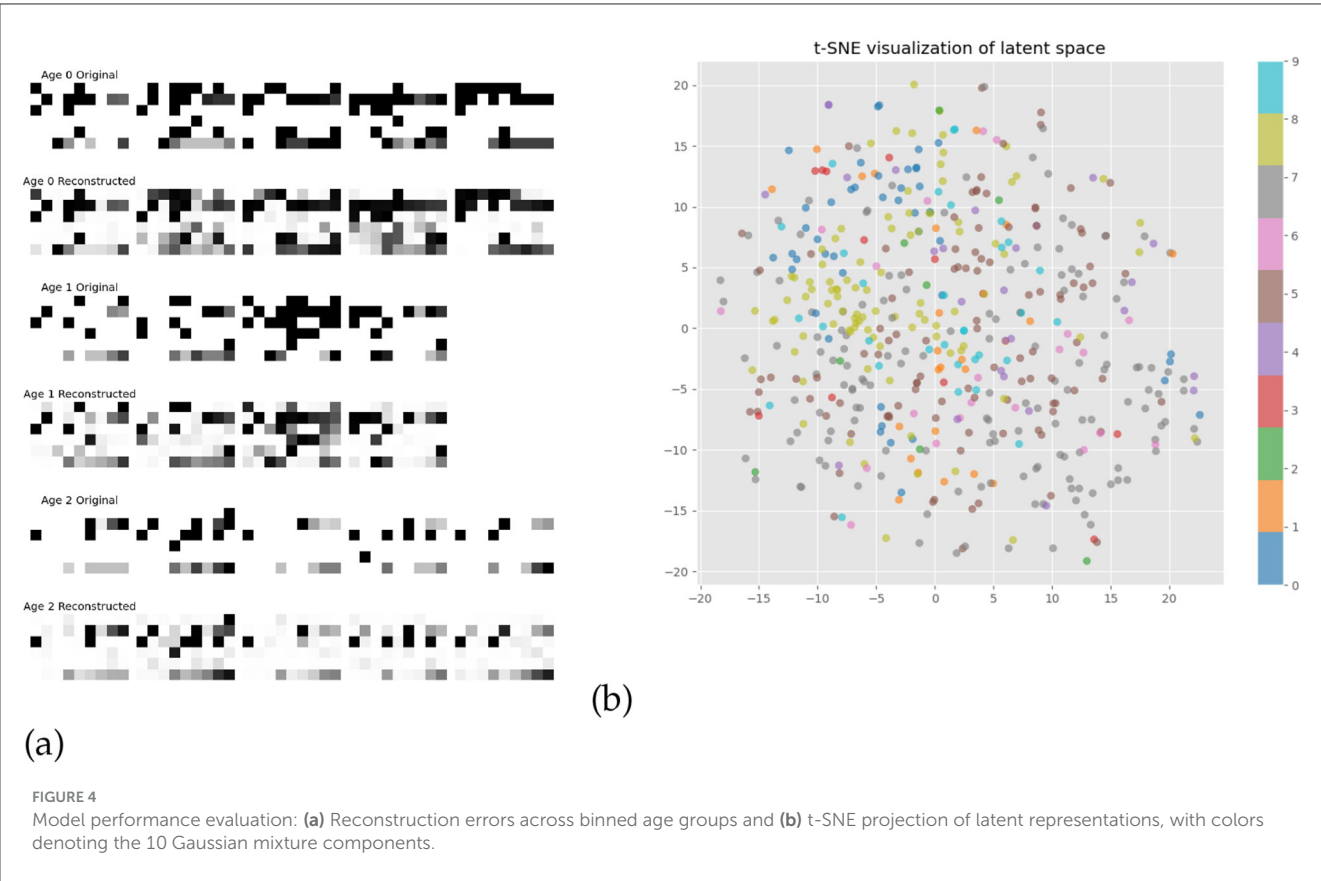 Age 0 Original
Age 0 Reconstructed
Age 1 Original
Age 1 Reconstructed
Age 2 Original
Age 2 Reconstructed
(a)
t-SNE visualization of latent space
20
15
10
5
0
−5
−10
−15
−20
−20 −15 −10 −5 0 5 10 15 20
9
8
7
6
5
4
3
2
1
0
(b)
FIGURE 4
Model performance evaluation: (a) Reconstruction errors across binned age groups and (b) t-SNE projection of latent representations, with colors
denoting the 10 Gaussian mixture components.